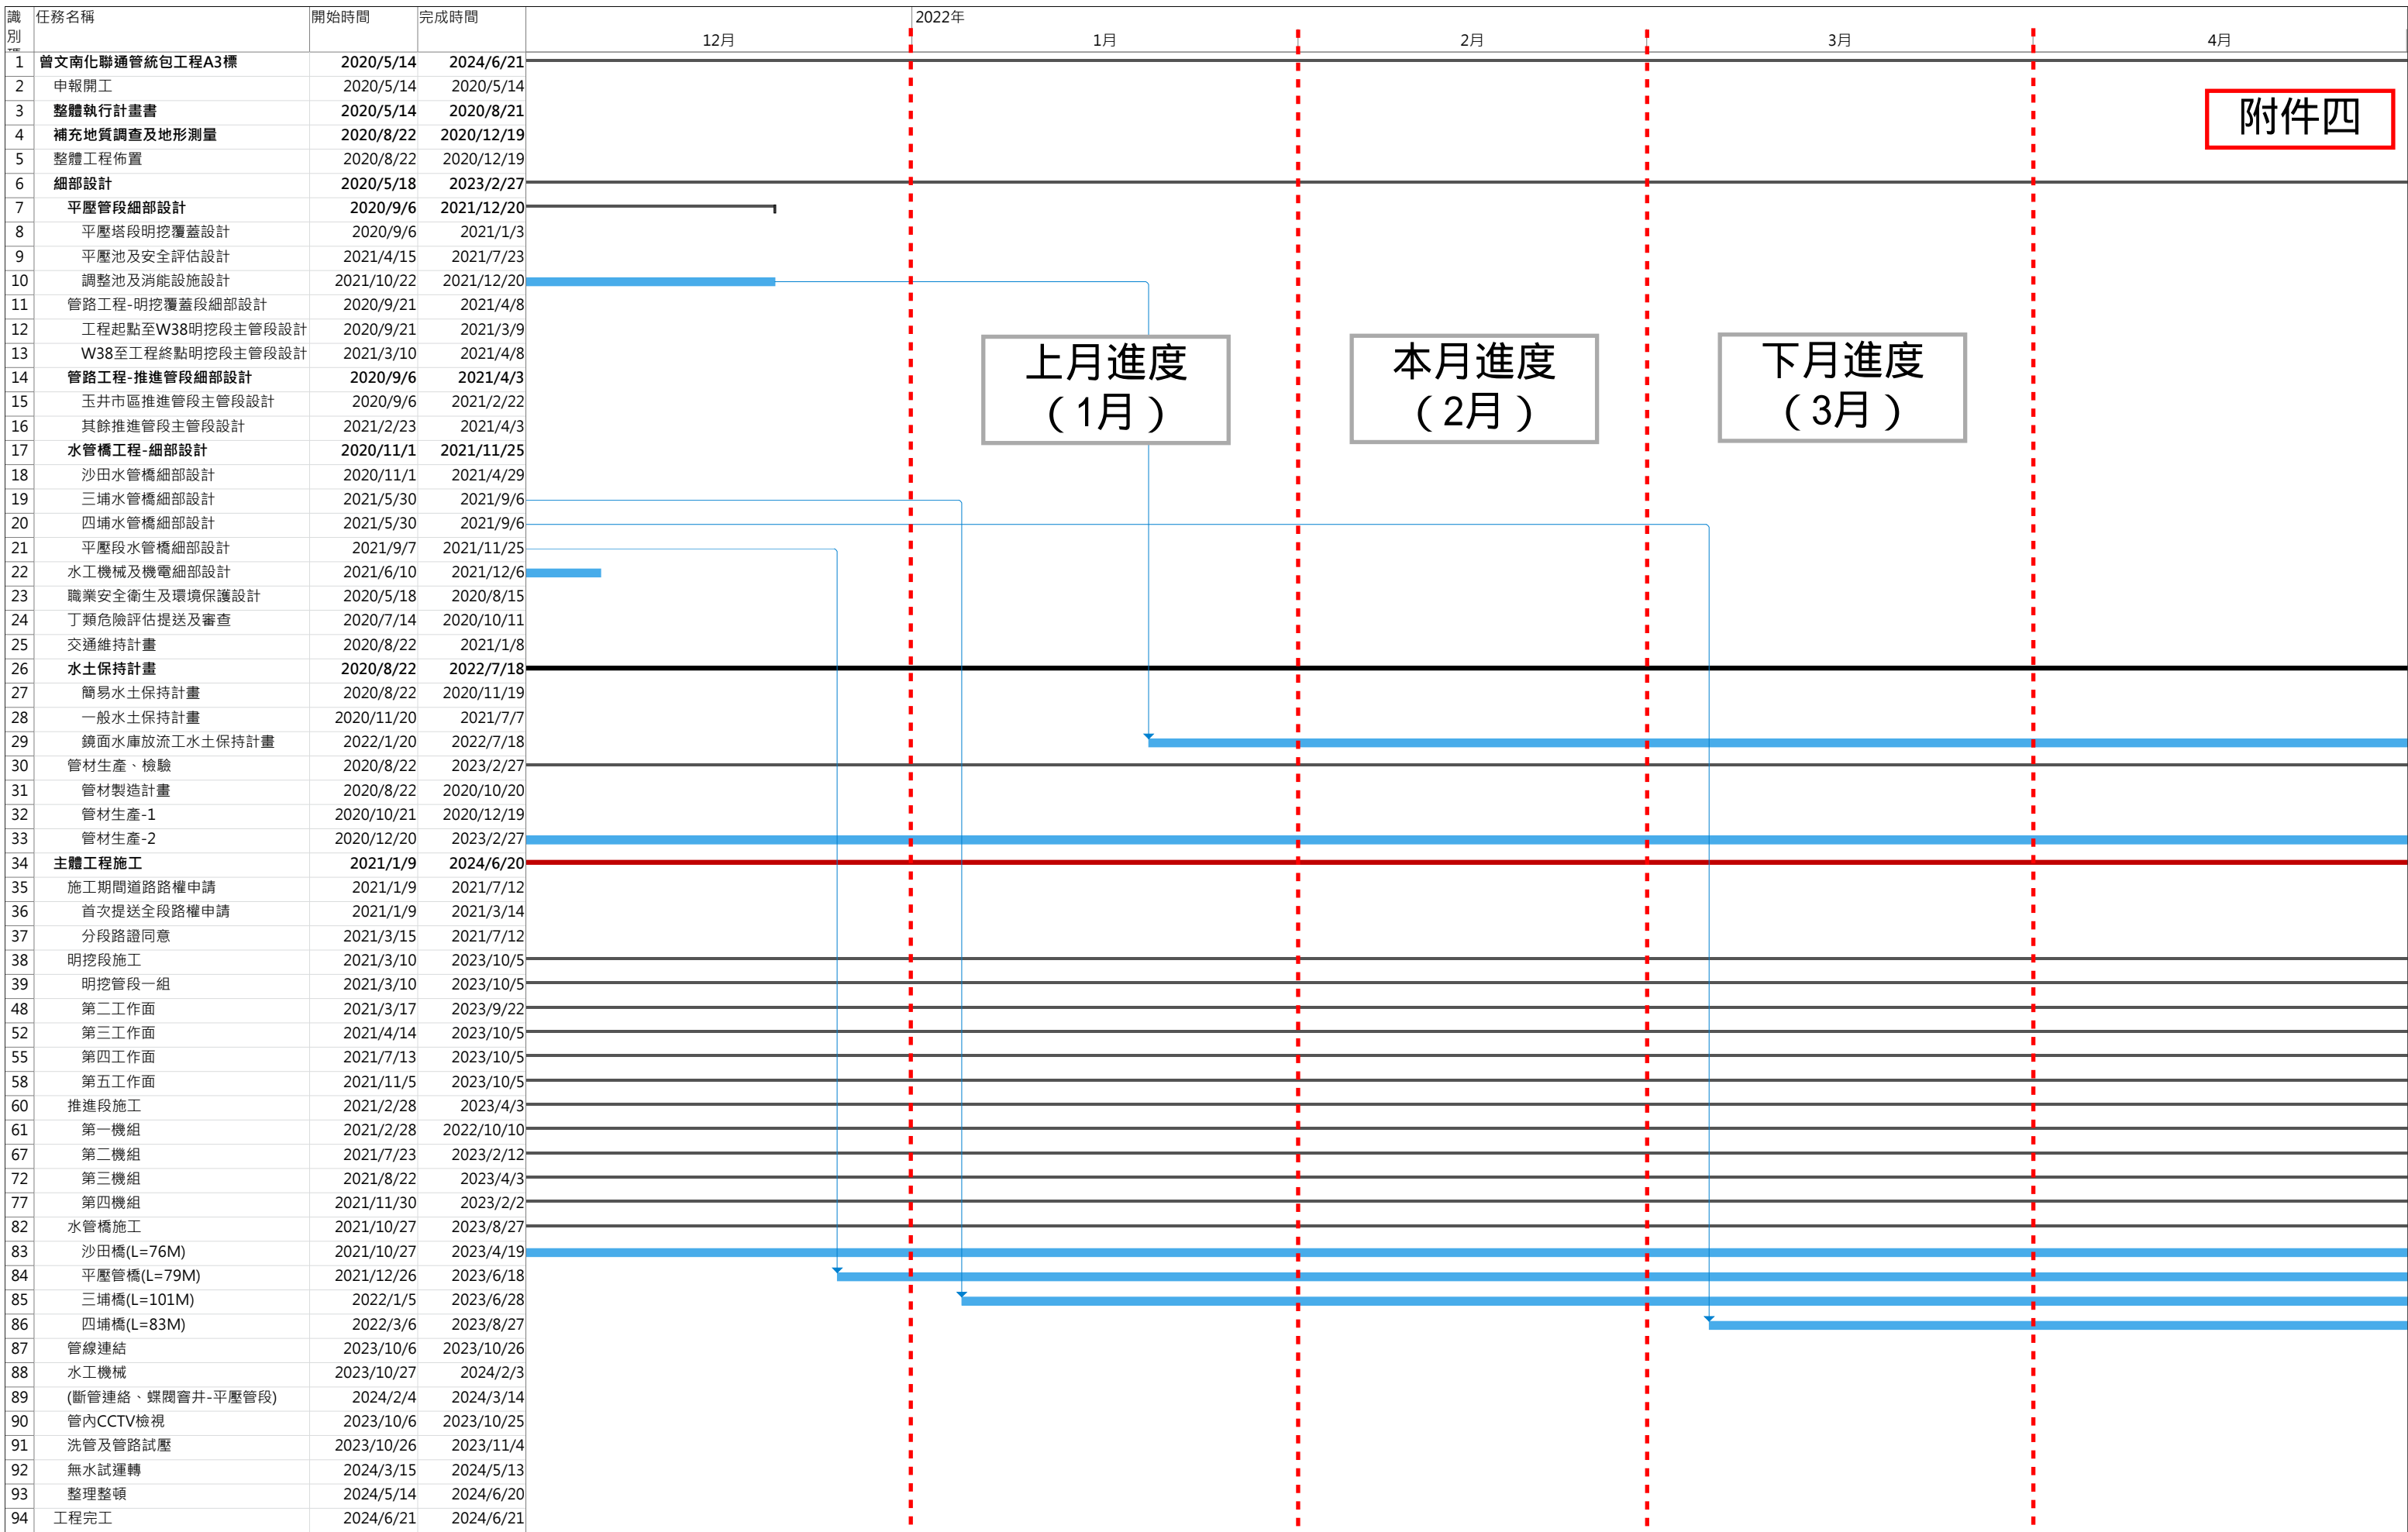 識別碼 任務名稱 開始時間 完成時間 2022年
12月 1月 2月 3月 4月
1 曾文南化聯通管統包工程A3標 2020/5/14 2024/6/21
2 申報開工 2020/5/14 2020/5/14
3 整體執行計畫書 2020/5/14 2020/8/21
附件四
4 補充地質調查及地形測量 2020/8/22 2020/12/19
5 整體工程佈置 2020/8/22 2020/12/19
6 細部設計 2020/5/18 2023/2/27
7 平壓管段細部設計 2020/9/6 2021/12/20
8 平壓塔段明挖覆蓋設計 2020/9/6 2021/1/3
9 平壓池及安全評估設計 2021/4/15 2021/7/23
10 調整池及消能設施設計 2021/10/22 2021/12/20
11 管路工程-明挖覆蓋段細部設計 2020/9/21 2021/4/8
12 工程起點至W38明挖段主管段設計 2020/9/21 2021/3/9
13 W38至工程終點明挖段主管段設計 2021/3/10 2021/4/8
上月進度
（1月）
本月進度
（2月）
下月進度
（3月）
14 管路工程-推進管段細部設計 2020/9/6 2021/4/3
15 玉井市區推進管段主管段設計 2020/9/6 2021/2/22
16 其餘推進管段主管段設計 2021/2/23 2021/4/3
17 水管橋工程-細部設計 2020/11/1 2021/11/25
18 沙田水管橋細部設計 2020/11/1 2021/4/29
19 三埔水管橋細部設計 2021/5/30 2021/9/6
20 四埔水管橋細部設計 2021/5/30 2021/9/6
21 平壓段水管橋細部設計 2021/9/7 2021/11/25
22 水工機械及機電細部設計 2021/6/10 2021/12/6
23 職業安全衛生及環境保護設計 2020/5/18 2020/8/15
24 丁類危險評估提送及審查 2020/7/14 2020/10/11
25 交通維持計畫 2020/8/22 2021/1/8
26 水土保持計畫 2020/8/22 2022/7/18
27 簡易水土保持計畫 2020/8/22 2020/11/19
28 一般水土保持計畫 2020/11/20 2021/7/7
29 鏡面水庫放流工水土保持計畫 2022/1/20 2022/7/18
30 管材生產、檢驗 2020/8/22 2023/2/27
31 管材製造計畫 2020/8/22 2020/10/20
32 管材生產-1 2020/10/21 2020/12/19
33 管材生產-2 2020/12/20 2023/2/27
34 主體工程施工 2021/1/9 2024/6/20
35 施工期間道路路權申請 2021/1/9 2021/7/12
36 首次提送全段路權申請 2021/1/9 2021/3/14
37 分段路證同意 2021/3/15 2021/7/12
38 明挖段施工 2021/3/10 2023/10/5
39 明挖管段一組 2021/3/10 2023/10/5
48 第二工作面 2021/3/17 2023/9/22
52 第三工作面 2021/4/14 2023/10/5
55 第四工作面 2021/7/13 2023/10/5
58 第五工作面 2021/11/5 2023/10/5
60 推進段施工 2021/2/28 2023/4/3
61 第一機組 2021/2/28 2022/10/10
67 第二機組 2021/7/23 2023/2/12
72 第三機組 2021/8/22 2023/4/3
77 第四機組 2021/11/30 2023/2/2
82 水管橋施工 2021/10/27 2023/8/27
83 沙田橋(L=76M) 2021/10/27 2023/4/19
84 平壓管橋(L=79M) 2021/12/26 2023/6/18
85 三埔橋(L=101M) 2022/1/5 2023/6/28
86 四埔橋(L=83M) 2022/3/6 2023/8/27
87 管線連結 2023/10/6 2023/10/26
88 水工機械 2023/10/27 2024/2/3
89 (斷管連絡、蝶閥窨井-平壓管段) 2024/2/4 2024/3/14
90 管內CCTV檢視 2023/10/6 2023/10/25
91 洗管及管路試壓 2023/10/26 2023/11/4
92 無水試運轉 2024/3/15 2024/5/13
93 整理整頓 2024/5/14 2024/6/20
94 工程完工 2024/6/21 2024/6/21